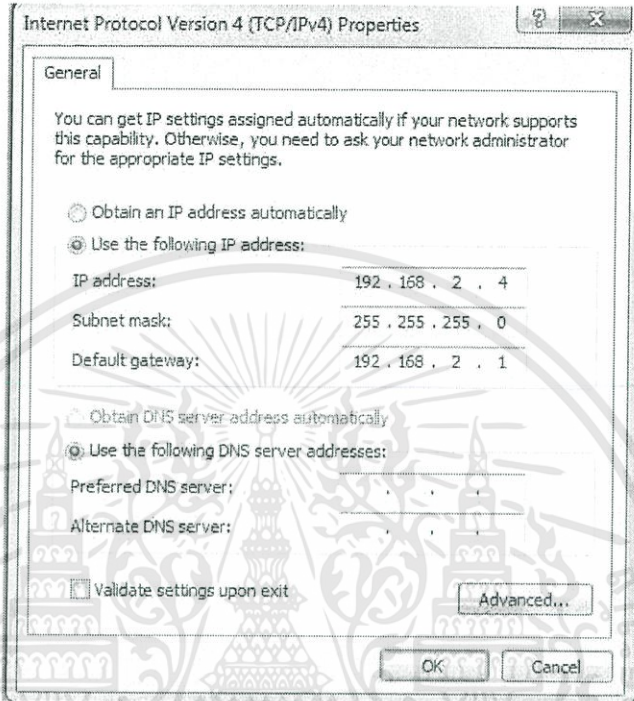 Internet Protocol Version 4 (TCP/IPv4) Properties
General
You can get IP settings assigned automatically if your network supports
this capability. Otherwise, you need to ask your network administrator
for the appropriate IP settings.
Obtain an IP address automatically
Use the following IP address:
IP address: 192 . 168 . 2 . 4
Subnet mask: 255 . 255 . 255 . 0
Default gateway: 192 . 168 . 2 . 1
Obtain DNS server address automatically
Use the following DNS server addresses:
Preferred DNS server: . . .
Alternate DNS server: . . .
Validate settings upon exit
Advanced...
OK Cancel